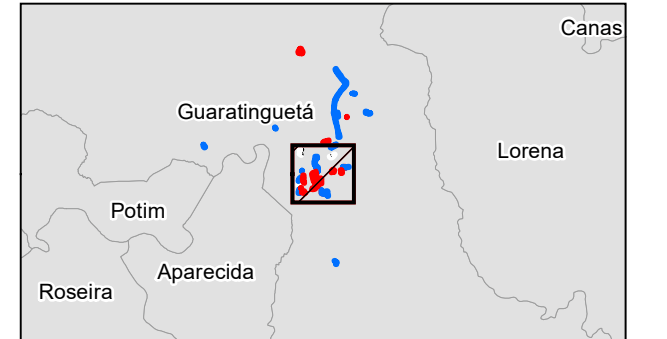 Canas
Guaratinguetá
Lorena
Potim
Aparecida
Roseira